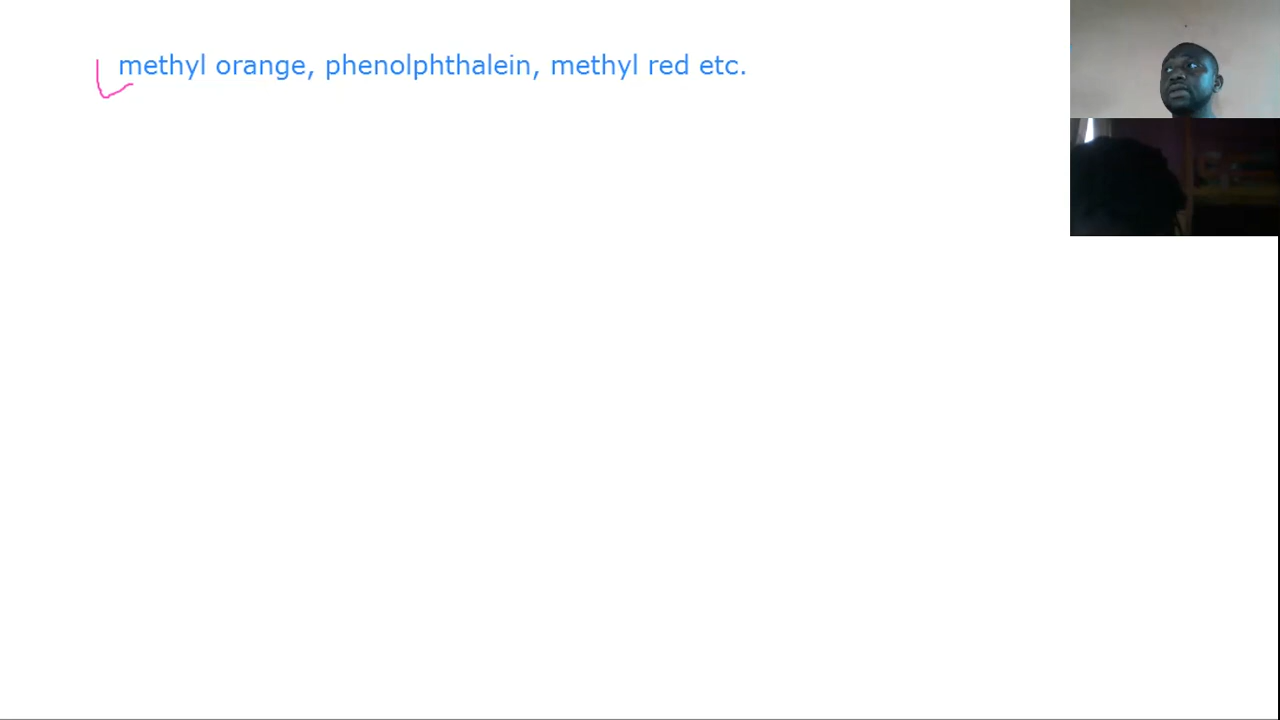 methyl orange, phenolphthalein, methyl red etc.